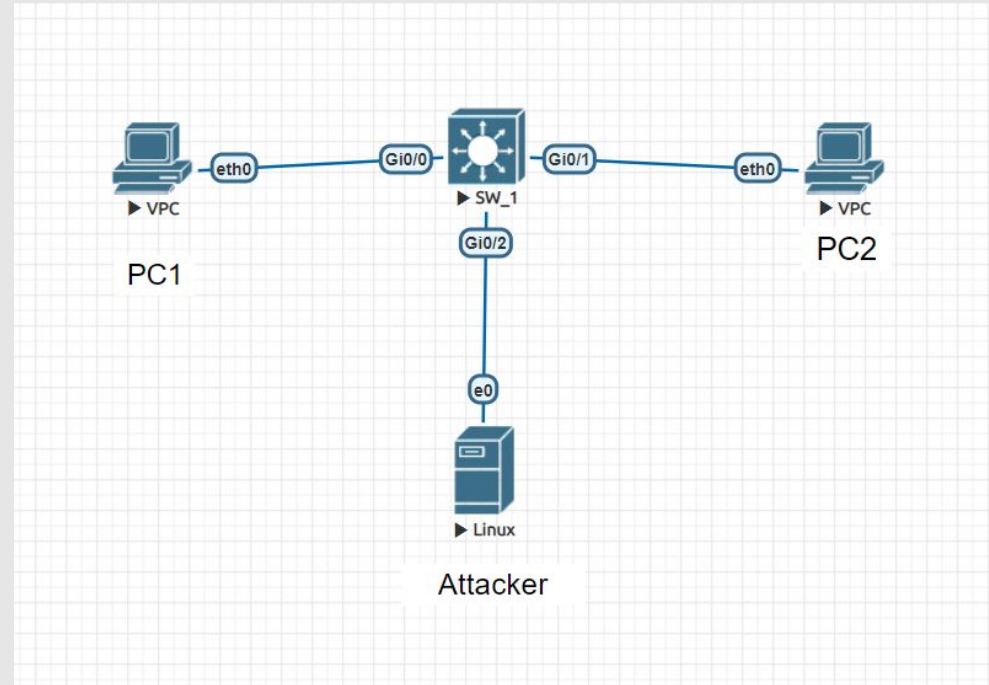 eth0
Gi0/0
Gi0/1
eth0
VPC
SW_1
VPC
PC1
Gi0/2
PC2
e0
Linux
Attacker